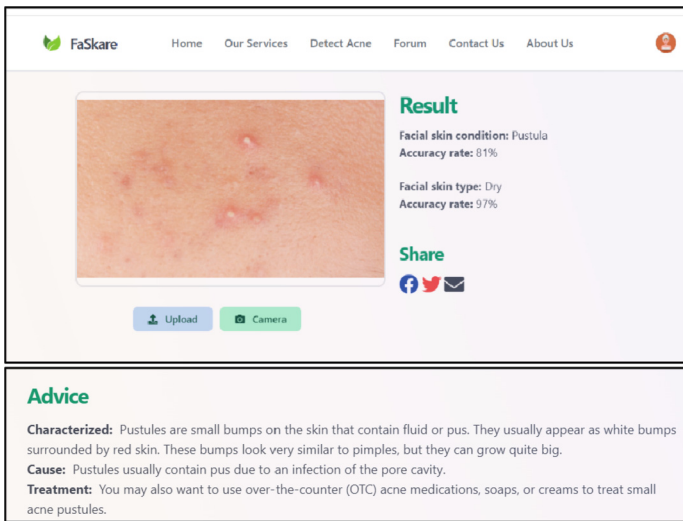 FaSkare
Home
Our Services
Detect Acne
Forum
Contact Us
About Us
Result
Facial skin condition: Pustula
Accuracy rate: 81%
Facial skin type: Dry
Accuracy rate: 97%
Share
Upload
Camera
Advice
Characterized: Pustules are small bumps on the skin that contain fluid or pus. They usually appear as white bumps
surrounded by red skin. These bumps look very similar to pimples, but they can grow quite big.
Cause: Pustules usually contain pus due to an infection of the pore cavity.
Treatment: You may also want to use over-the-counter (OTC) acne medications, soaps, or creams to treat small
acne pustules.